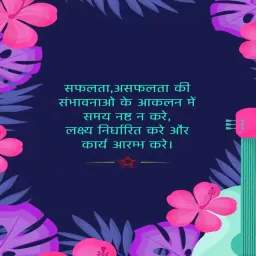 सफलता,असफलता की
संभावनाओ के आकलन में
समय नष्ट न करे,
लक्ष्य निर्धारित करे और
कार्य आरम्भ करे।